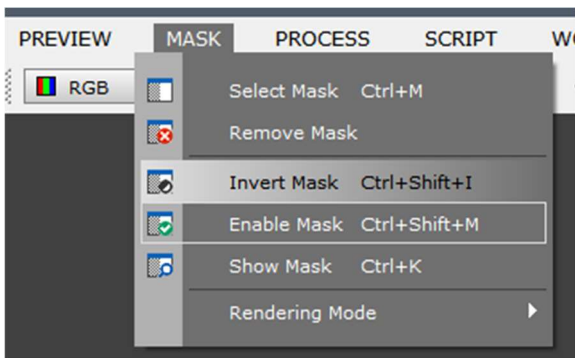 PREVIEW MASK PROCESS SCRIPT
RGB
Select Mask Ctrl+M
Remove Mask
Invert Mask Ctrl+Shift+I
Enable Mask Ctrl+Shift+M
Show Mask Ctrl+K
Rendering Mode